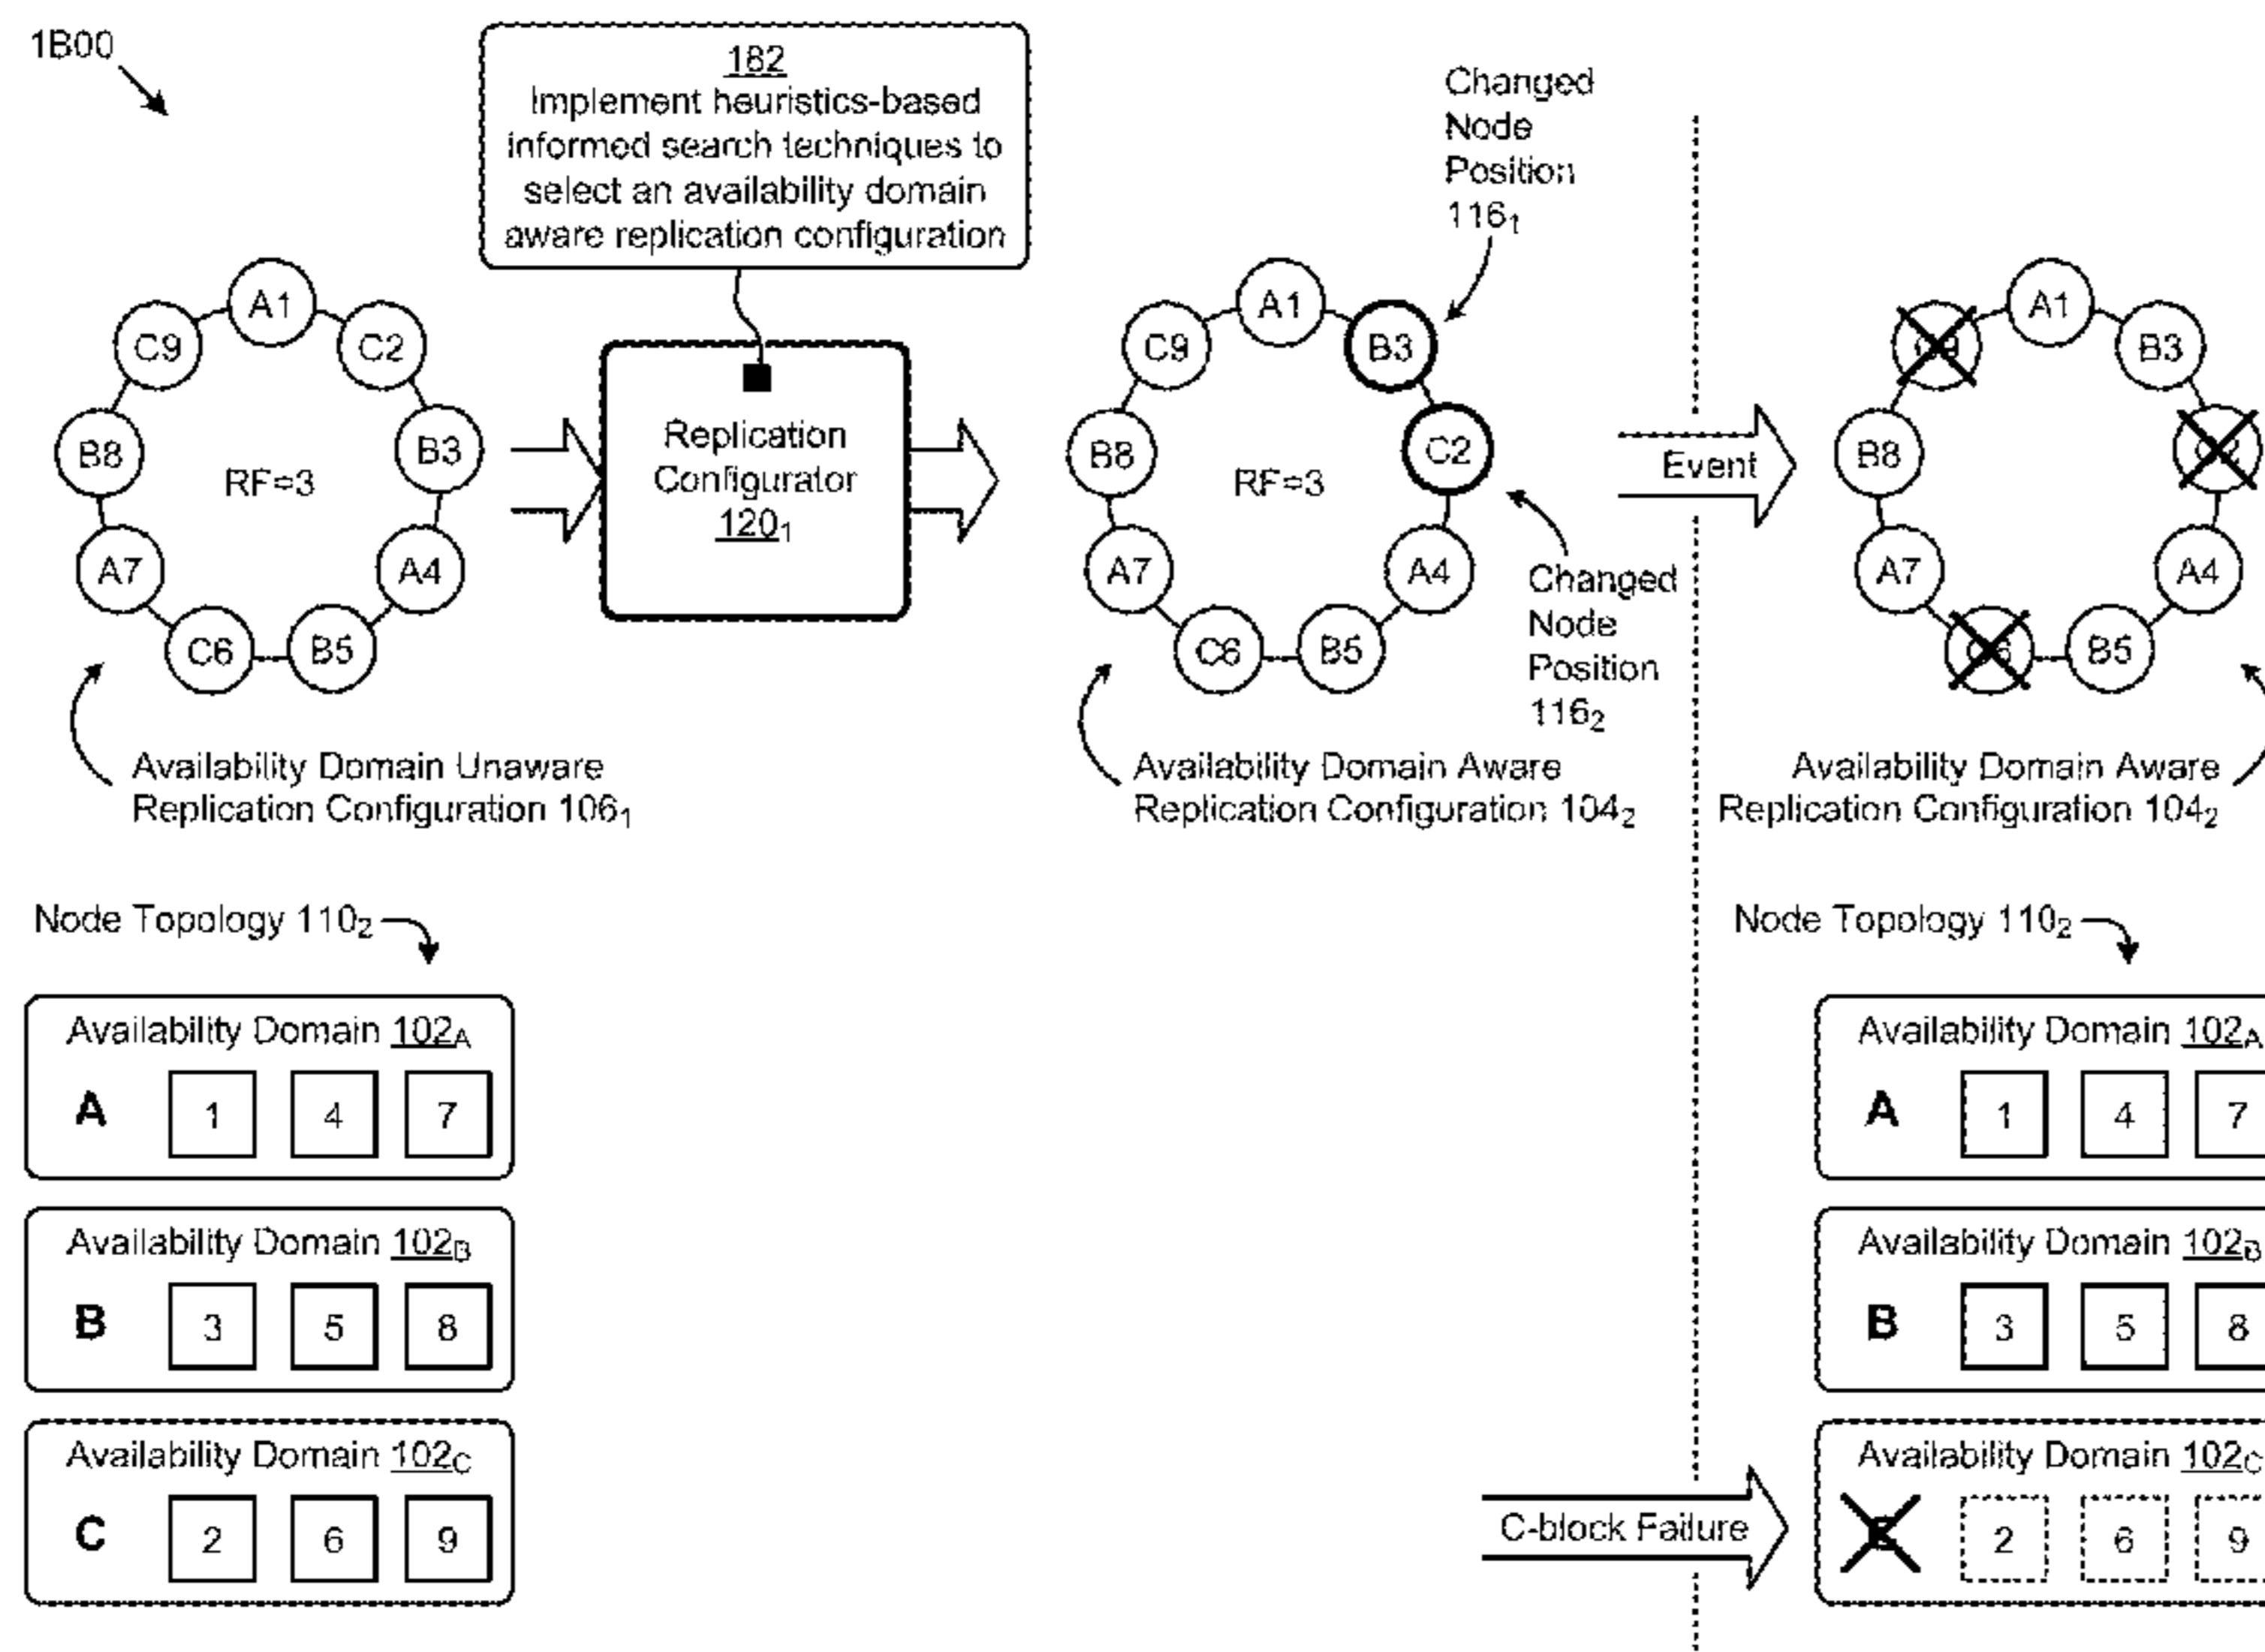 1B00
182
Implement heuristics-based
informed search techniques to
select an availability domain
aware replication configuration
Changed
Node
Position
116₁
A1
C2
B3
A4
B5
C6
A7
B8
C9
RF=3
Replication
Configurator
120₁
A1
B3
C2
A4
B5
C6
A7
B8
C9
RF=3
Changed
Node
Position
116₂
Event
A1
B3
A4
B5
A7
B8
Availability Domain Unaware
Replication Configuration 106₁
Availability Domain Aware
Replication Configuration 104₂
Availability Domain Aware
Replication Configuration 104₂
Node Topology 110₂
Availability Domain 102A
A 1 4 7
Availability Domain 102B
B 3 5 8
Availability Domain 102C
C 2 6 9
C-block Failure
Node Topology 110₂
Availability Domain 102A
A 1 4 7
Availability Domain 102B
B 3 5 8
Availability Domain 102C
2 6 9